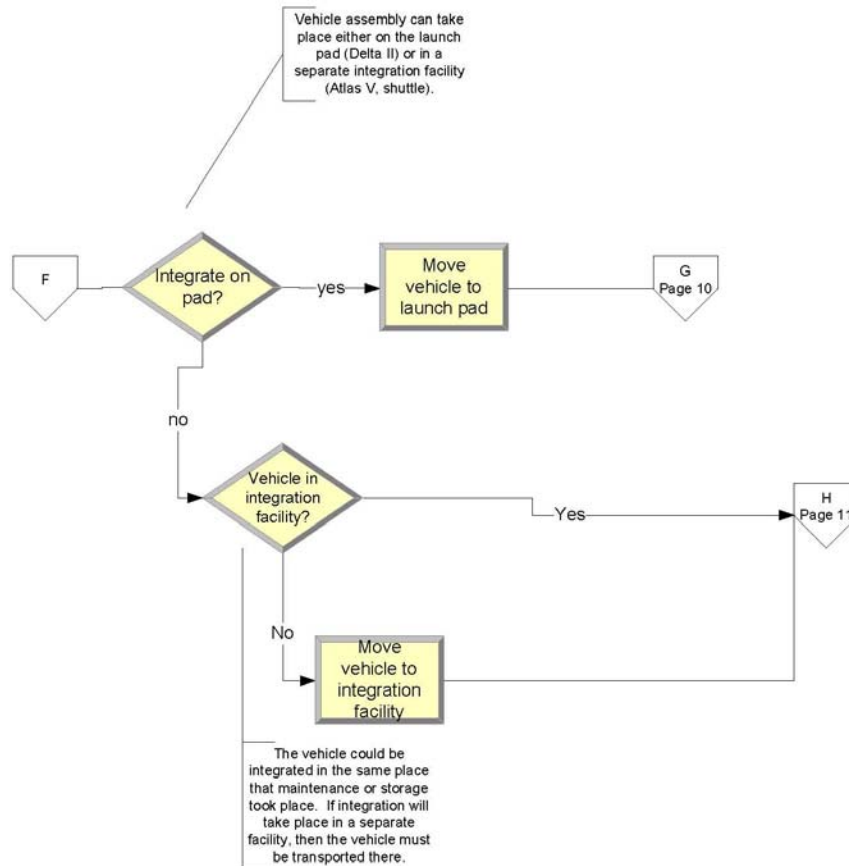 Vehicle assembly can take
place either on the launch
pad (Delta II) or in a
separate integration facility
(Atlas V, shuttle).
F
Integrate on
pad?
yes
Move
vehicle to
launch pad
G
Page 10
no
Vehicle in
integration
facility?
Yes
H
Page 11
No
Move
vehicle to
integration
facility
The vehicle could be
integrated in the same place
that maintenance or storage
took place. If integration will
take place in a separate
facility, then the vehicle must
be transported there.